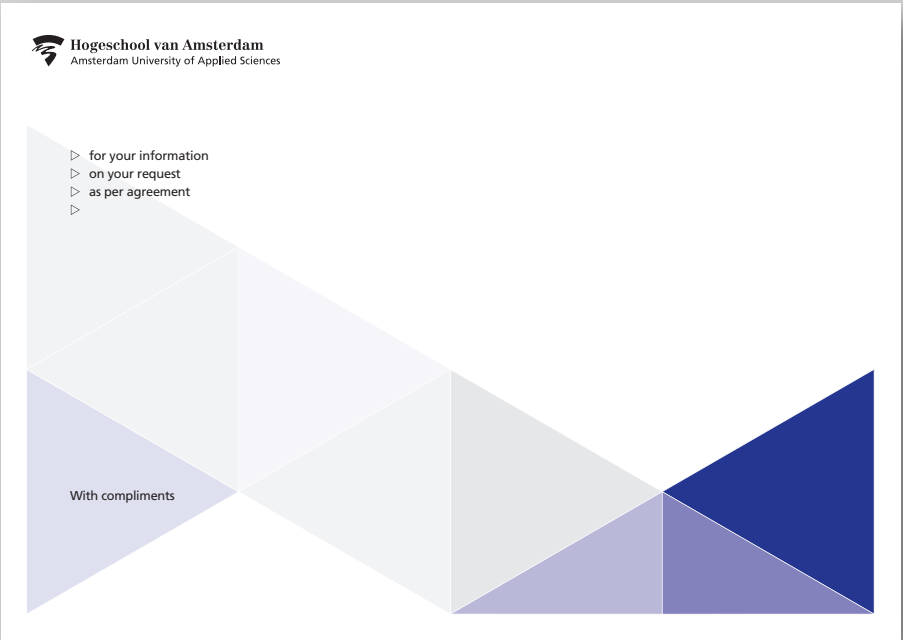 Hogeschool van Amsterdam
Amsterdam University of Applied Sciences
for your information
on your request
as per agreement
With compliments